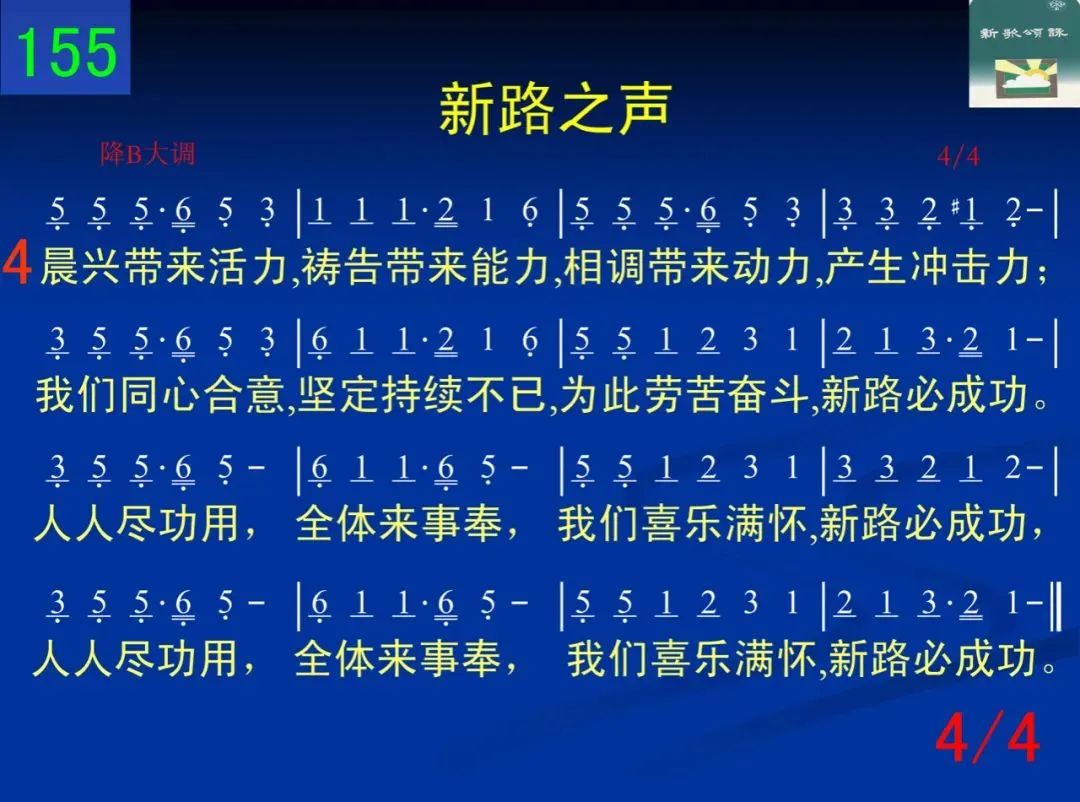 155
新歌頌詠
新路之声
降B大调 4/4
5 5 5·6 5 3 |1 1 1·2 1 6 |5 5 5·6 5 3 |3 3 2 #1 2-|
4 晨兴带来活力,祷告带来能力,相调带来动力,产生冲击力；
3 5 5·6 5 3 |6 1 1·2 1 6 |5 5 1 2 3 1 |2 1 3·2 1-|
我们同心合意,坚定持续不已,为此劳苦奋斗,新路必成功。
3 5 5·6 5 - |6 1 1·6 5 - |5 5 1 2 3 1 |3 3 2 1 2-|
人人尽功用， 全体来事奉， 我们喜乐满怀,新路必成功，
3 5 5·6 5 - |6 1 1·6 5 - |5 5 1 2 3 1 |2 1 3·2 1-‖
人人尽功用， 全体来事奉， 我们喜乐满怀,新路必成功。
4/4